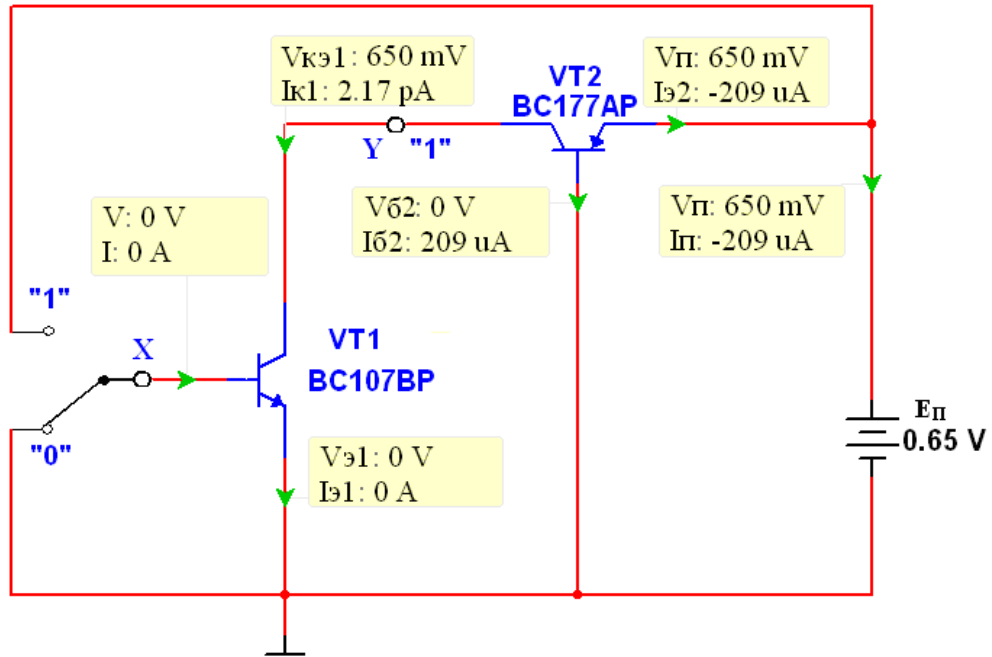 Vкэ1: 650 mV
Iк1: 2.17 pA
VT2
BC177AP
Vп: 650 mV
Iэ2: -209 uA
Y "1"
V: 0 V
I: 0 A
Vб2: 0 V
Iб2: 209 uA
Vп: 650 mV
Iп: -209 uA
"1"
X
VT1
BC107BP
"0"
Vэ1: 0 V
Iэ1: 0 A
Eп
0.65 V